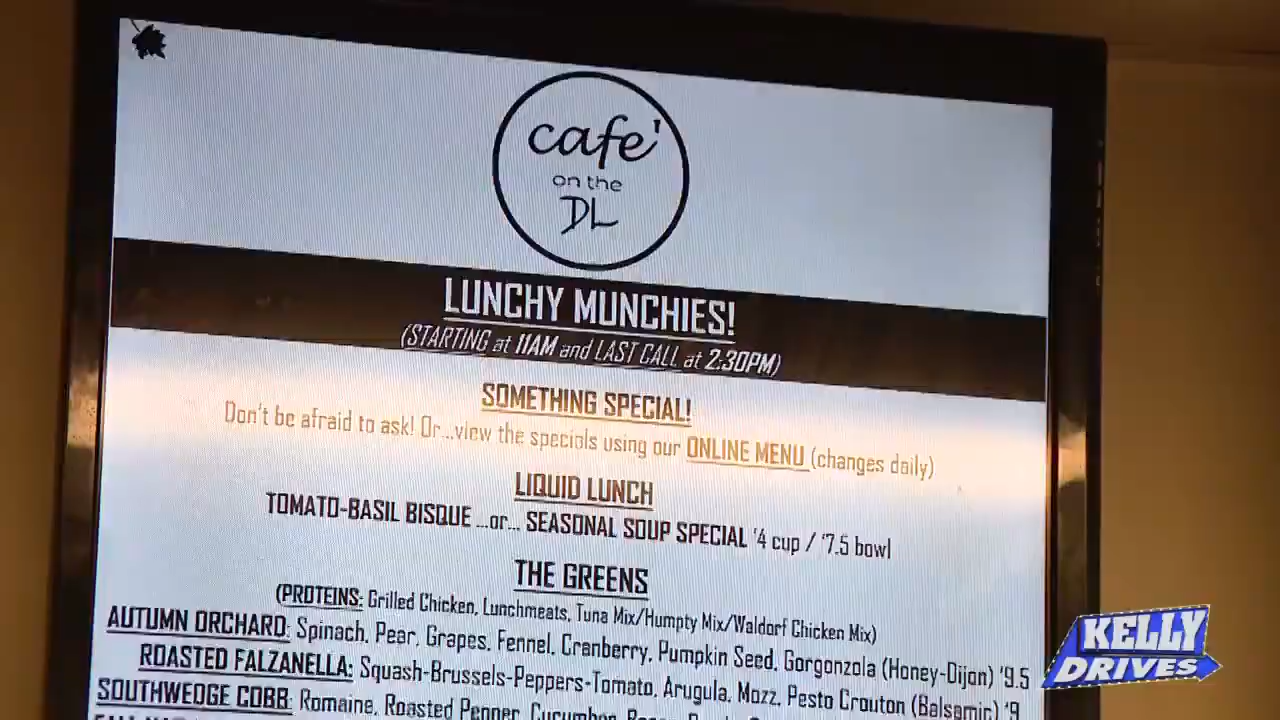 cafe'
on the
DL
LUNCHY MUNCHIES!
(STARTING at 11AM and LAST CALL at 2:30PM)
SOMETHING SPECIAL!
Don't be afraid to ask! Or...view the specials using our ONLINE MENU (changes daily)
LIQUID LUNCH
TOMATO-BASIL BISQUE ...or... SEASONAL SOUP SPECIAL '4 cup / '7.5 bowl
THE GREENS
(PROTEINS: Grilled Chicken, Lunchmeats, Tuna Mix/Humpty Mix/Waldorf Chicken Mix)
AUTUMN ORCHARD: Spinach, Pear, Grapes, Fennel, Cranberry, Pumpkin Seed, Gorgonzola (Honey-Dijon) '9.5
ROASTED FALZANELLA: Squash-Brussels-Peppers-Tomato, Arugula, Mozz, Pesto Crouton (Balsamic) '9
SOUTHWEDGE COBB: Romaine, Roasted Pepper, Cucumber,
KELLY
DRIVES